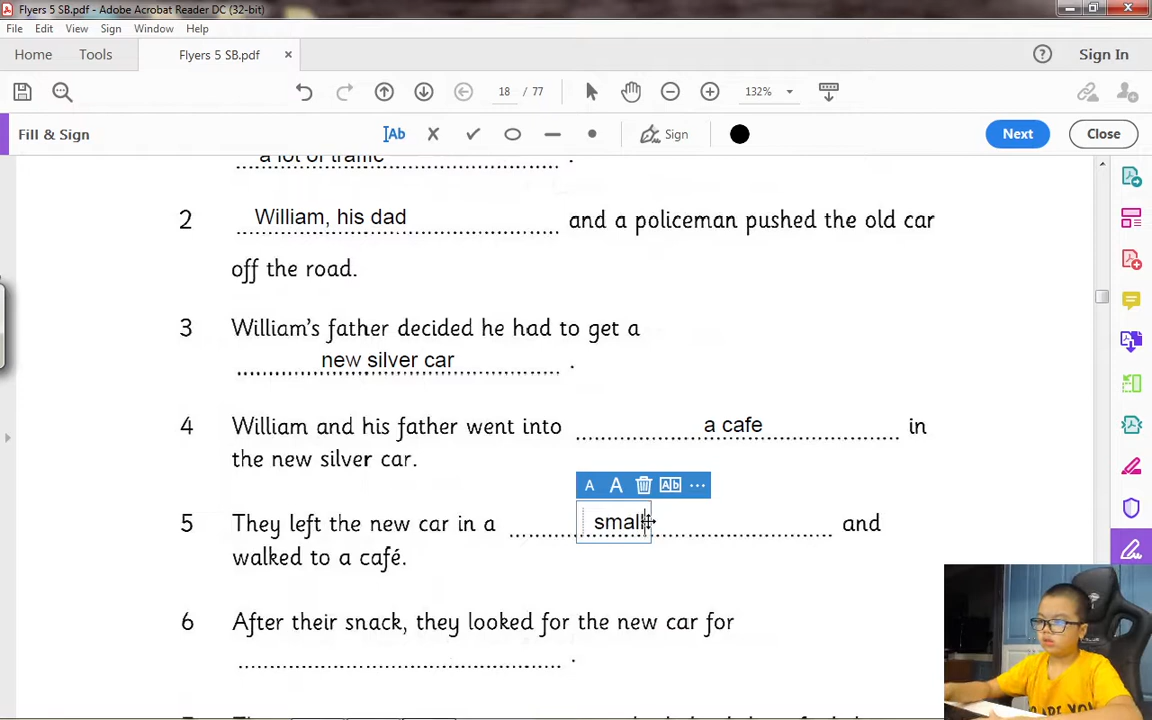 Flyers 5 SB.pdf - Adobe Acrobat Reader DC (32-bit)
File Edit View Sign Window Help
Home Tools Flyers 5 SB.pdf × Sign In
18 / 77 132%
Fill & Sign Ab Sign Next Close
a lot of traffic .
2 William, his dad and a policeman pushed the old car
off the road.
3 William's father decided he had to get a
new silver car .
4 William and his father went into a cafe in
the new silver car.
A A Ab ...
5 They left the new car in a small and
walked to a café.
6 After their snack, they looked for the new car for
.
ARE YOU